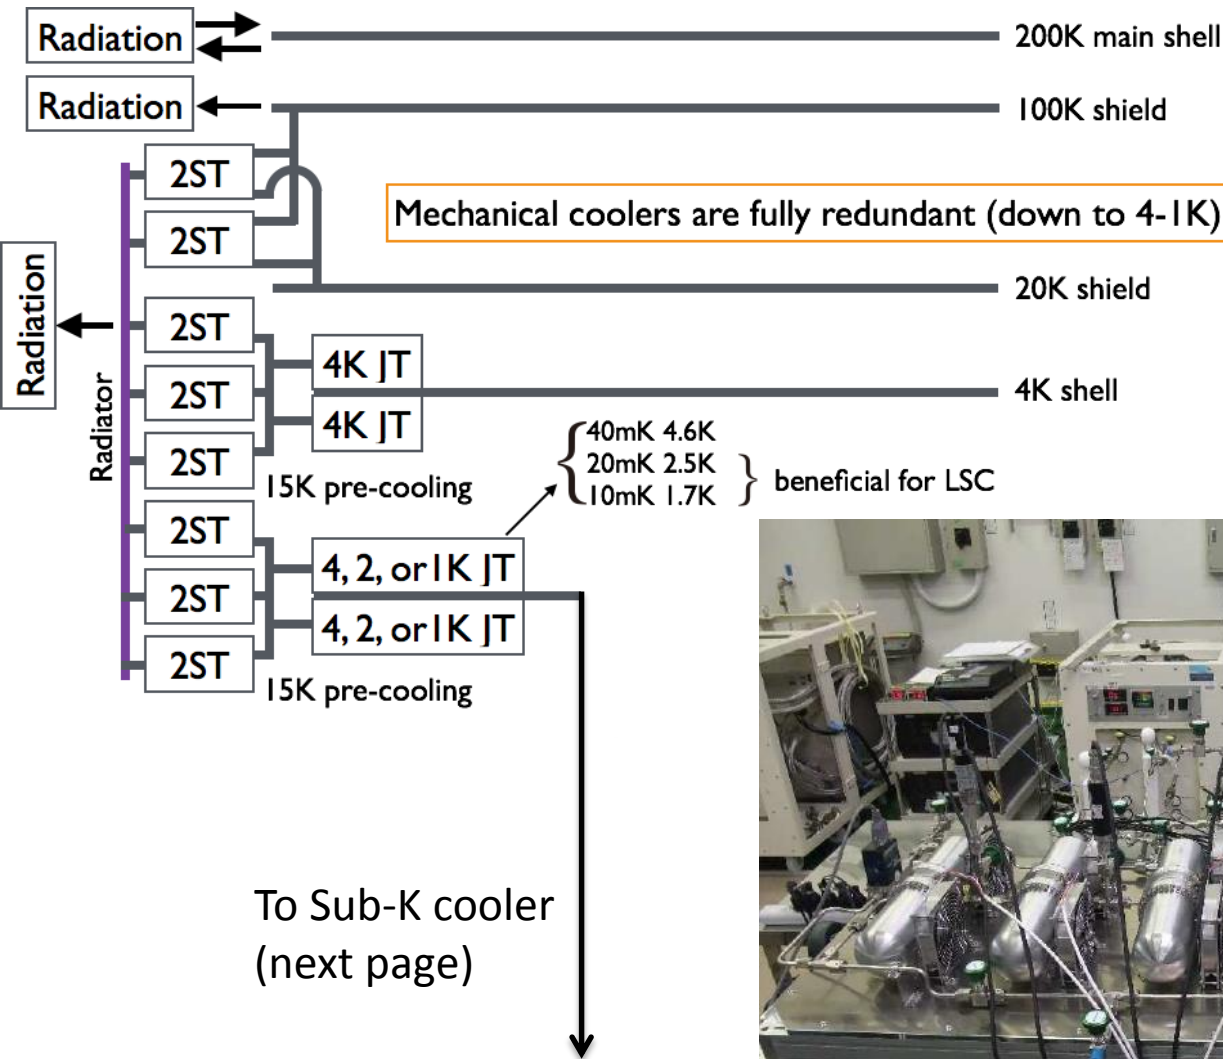 Radiation
200K main shell
Radiation
100K shield
2ST
Mechanical coolers are fully redundant (down to 4-1K)
2ST
Radiation
20K shield
2ST
4K JT
Radiator
2ST
4K shell
4K JT
40mK 4.6K
2ST
20mK 2.5K
beneficial for LSC
15K pre-cooling
10mK 1.7K
2ST
4, 2, or 1K JT
2ST
4, 2, or 1K JT
2ST
15K pre-cooling
To Sub-K cooler
(next page)